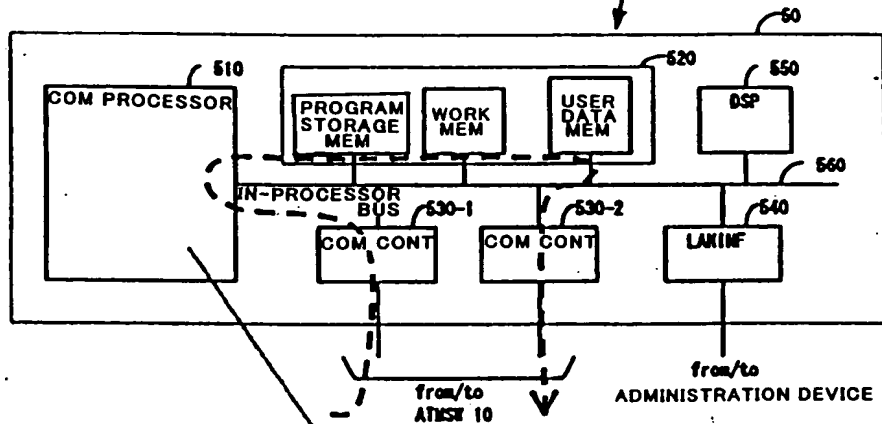 50
510
COM PROCESSOR
520
PROGRAM
STORAGE
MEM
WORK
MEM
USER
DATA
MEM
550
DSP
560
IN-PROCESSOR
BUS
530-1
COM CONT
530-2
COM CONT
540
LANINF
from/to
ATMSW 10
from/to
ADMINISTRATION DEVICE